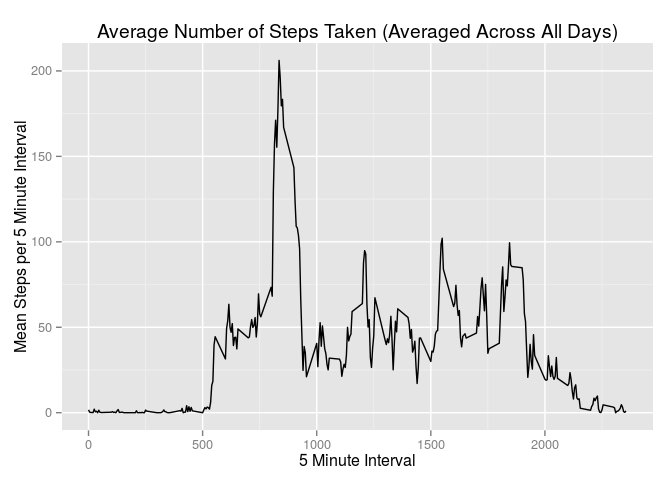 Average Number of Steps Taken (Averaged Across All Days)
Mean Steps per 5 Minute Interval
200
150
100
50
0
0 500 1000 1500 2000
5 Minute Interval